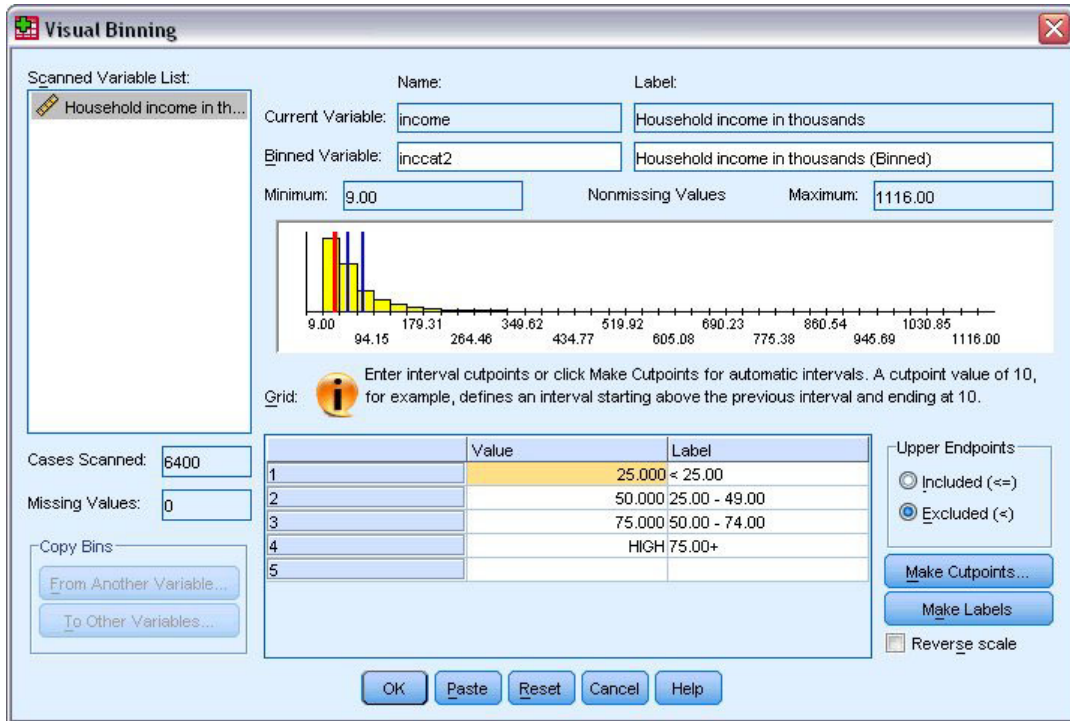 Visual Binning
Scanned Variable List:
Household income in th...
Name: Label:
Current Variable: income Household income in thousands
Binned Variable: inccat2 Household income in thousands (Binned)
Minimum: 9.00 Nonmissing Values Maximum: 1116.00
9.00 179.31 349.62 519.92 690.23 860.54 1030.85
94.15 264.46 434.77 605.08 775.38 945.69 1116.00
Enter interval cutpoints or click Make Cutpoints for automatic intervals. A cutpoint value of 10,
Grid: i for example, defines an interval starting above the previous interval and ending at 10.
Cases Scanned: 6400
Missing Values: 0
Copy Bins
From Another Variable...
To Other Variables...
Value Label
1 25.000 < 25.00
2 50.000 25.00 - 49.00
3 75.000 50.00 - 74.00
4 HIGH 75.00+
5
Upper Endpoints
Included (<=)
Excluded (<)
Make Cutpoints...
Make Labels
Reverse scale
OK Paste Reset Cancel Help